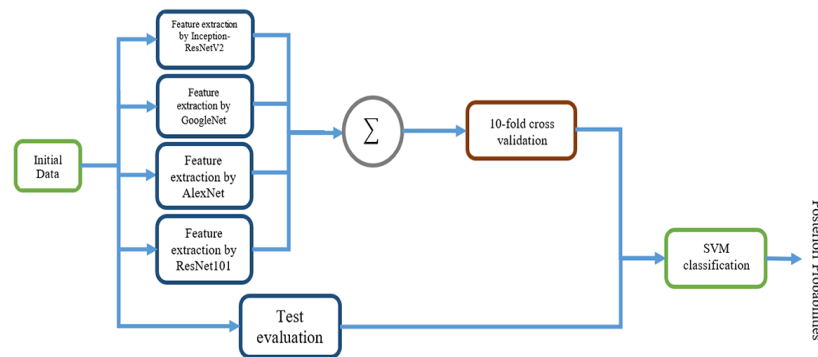 Initial
Data
Feature extraction
by Inception-
ResNetV2
Feature
extraction by
GoogleNet
Feature
extraction by
AlexNet
Feature
extraction by
ResNet101
Test
evaluation
Σ
10-fold cross
validation
SVM
classification
Probabilities